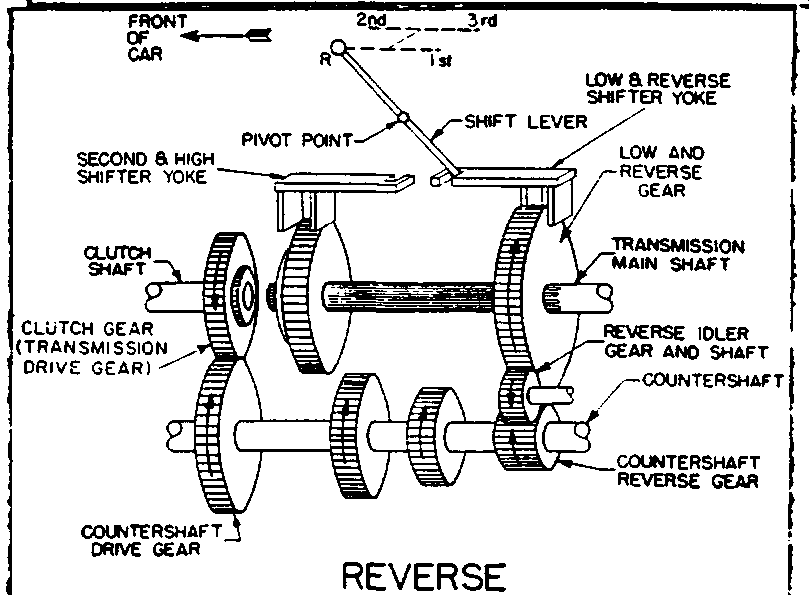 FRONT
OF
CAR
2nd 3rd
R 1st
LOW & REVERSE
SHIFTER YOKE
PIVOT POINT
SHIFT LEVER
SECOND & HIGH
SHIFTER YOKE
LOW AND
REVERSE
GEAR
CLUTCH
SHAFT
TRANSMISSION
MAIN SHAFT
CLUTCH GEAR
(TRANSMISSION
DRIVE GEAR)
REVERSE IDLER
GEAR AND SHAFT
COUNTERSHAFT
COUNTERSHAFT
REVERSE GEAR
COUNTERSHAFT
DRIVE GEAR
REVERSE